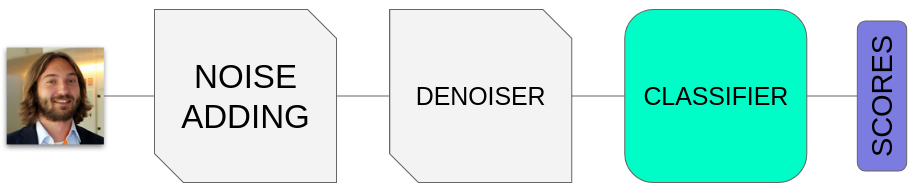 NOISE
ADDING
DENOISER
CLASSIFIER
SCORES